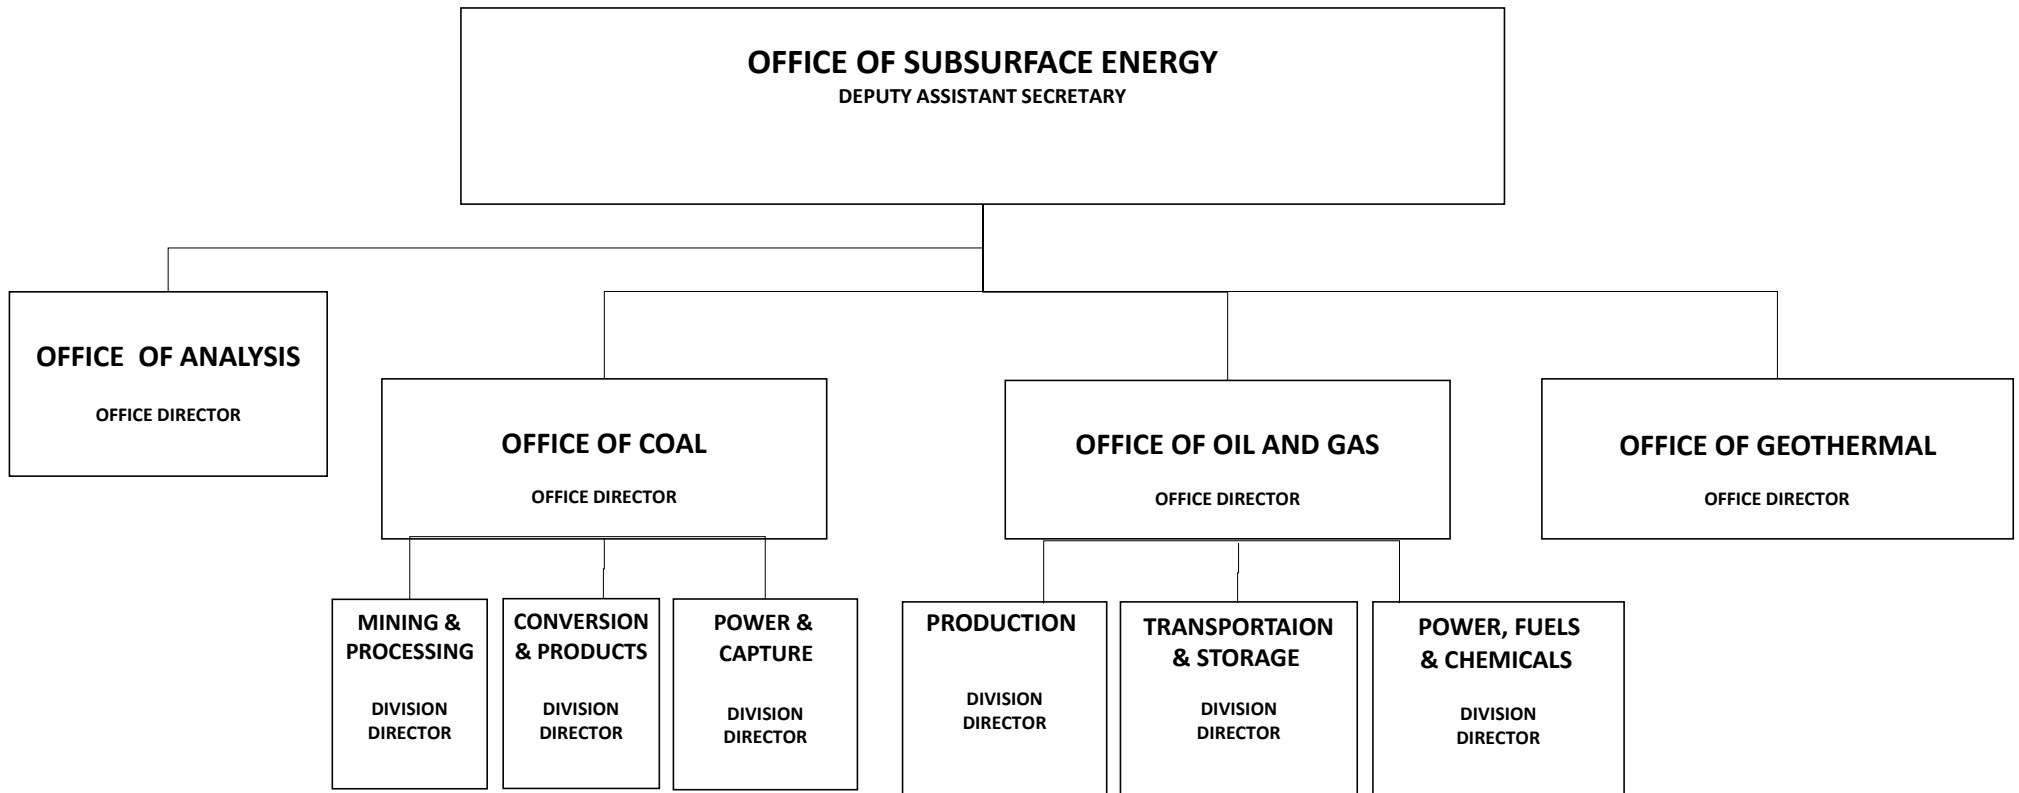 OFFICE OF SUBSURFACE ENERGY
DEPUTY ASSISTANT SECRETARY
OFFICE  OF ANALYSIS
OFFICE DIRECTOR
OFFICE OF COAL
OFFICE DIRECTOR
OFFICE OF OIL AND GAS
OFFICE DIRECTOR
OFFICE OF GEOTHERMAL
OFFICE DIRECTOR
MINING &
PROCESSING
DIVISION
DIRECTOR
CONVERSION
& PRODUCTS
DIVISION
DIRECTOR
POWER &
CAPTURE
DIVISION
DIRECTOR
PRODUCTION
DIVISION
DIRECTOR
TRANSPORTAION
& STORAGE
DIVISION
DIRECTOR
POWER, FUELS
& CHEMICALS
DIVISION
DIRECTOR